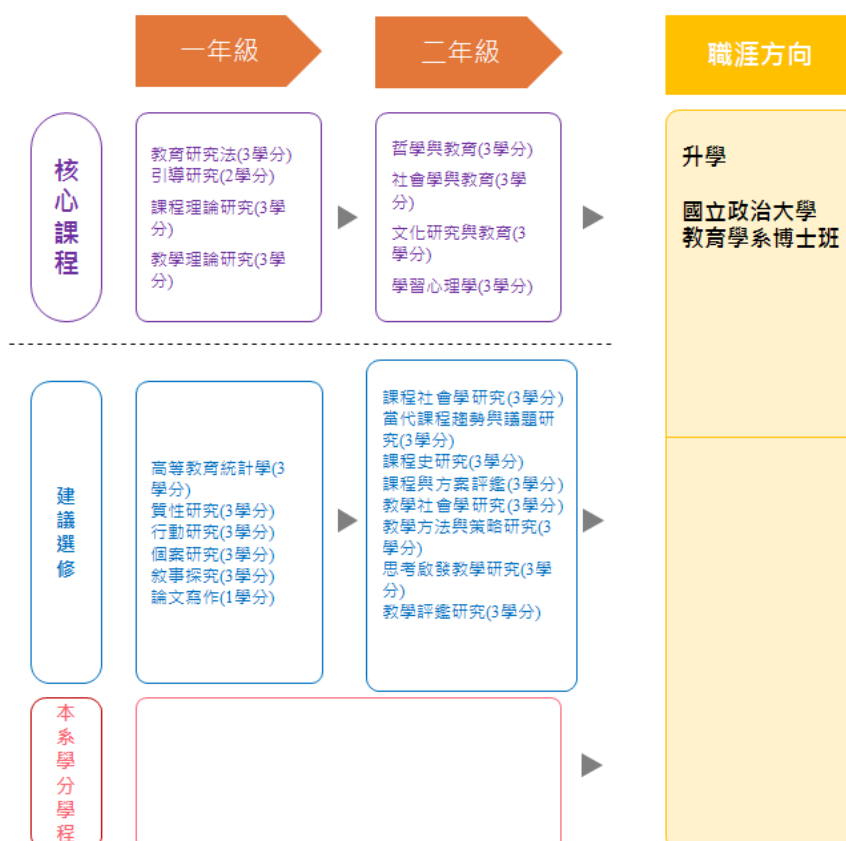 一年級
二年級
職涯方向
核心課程
教育研究法(3學分)
引導研究(2學分)
課程理論研究(3學
分)
教學理論研究(3學
分)
哲學與教育(3學分)
社會學與教育(3學
分)
文化研究與教育(3
學分)
學習心理學(3學分)
升學
國立政治大學
教育學系博士班
建議選修
高等教育統計學(3
學分)
質性研究(3學分)
行動研究(3學分)
個案研究(3學分)
敘事探究(3學分)
論文寫作(1學分)
課程社會學研究(3學分)
當代課程趨勢與議題研
究(3學分)
課程史研究(3學分)
課程與方案評鑑(3學分)
教學社會學研究(3學分)
教學方法與策略研究(3
學分)
思考啟發教學研究(3學
分)
教學評鑑研究(3學分)
本系學分學程